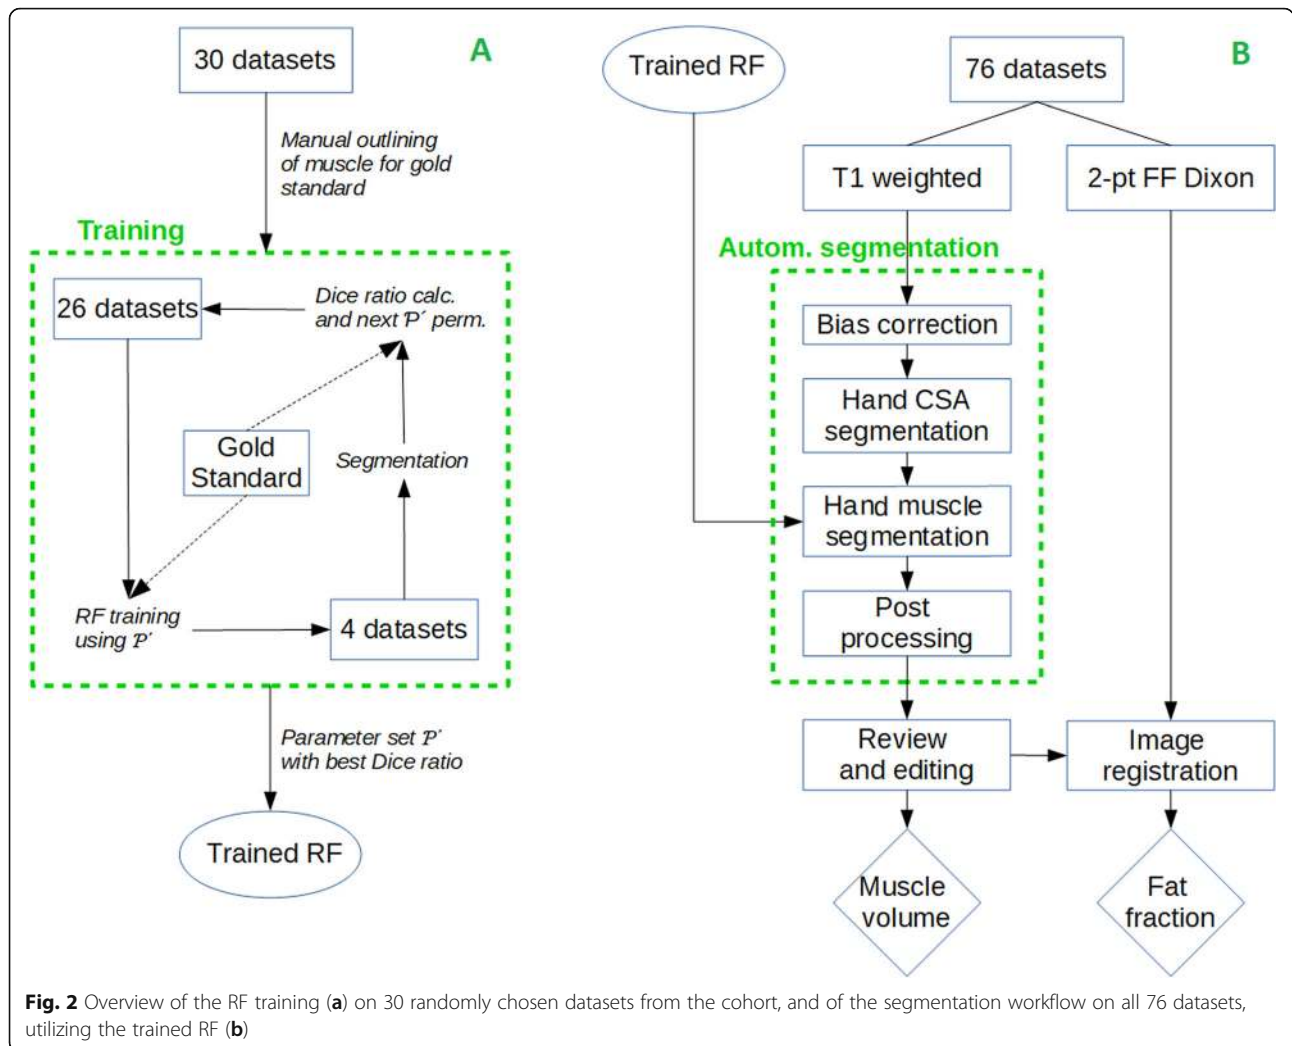 A
30 datasets
Manual outlining
of muscle for gold
standard
Training
26 datasets
Dice ratio calc.
and next P´ perm.
Gold
Standard
Segmentation
RF training
using P´
4 datasets
Parameter set P´
with best Dice ratio
Trained RF
B
Trained RF
76 datasets
T1 weighted
2-pt FF Dixon
Autom. segmentation
Bias correction
Hand CSA
segmentation
Hand muscle
segmentation
Post
processing
Review
and editing
Image
registration
Muscle
volume
Fat
fraction
Fig. 2 Overview of the RF training (a) on 30 randomly chosen datasets from the cohort, and of the segmentation workflow on all 76 datasets,
utilizing the trained RF (b)